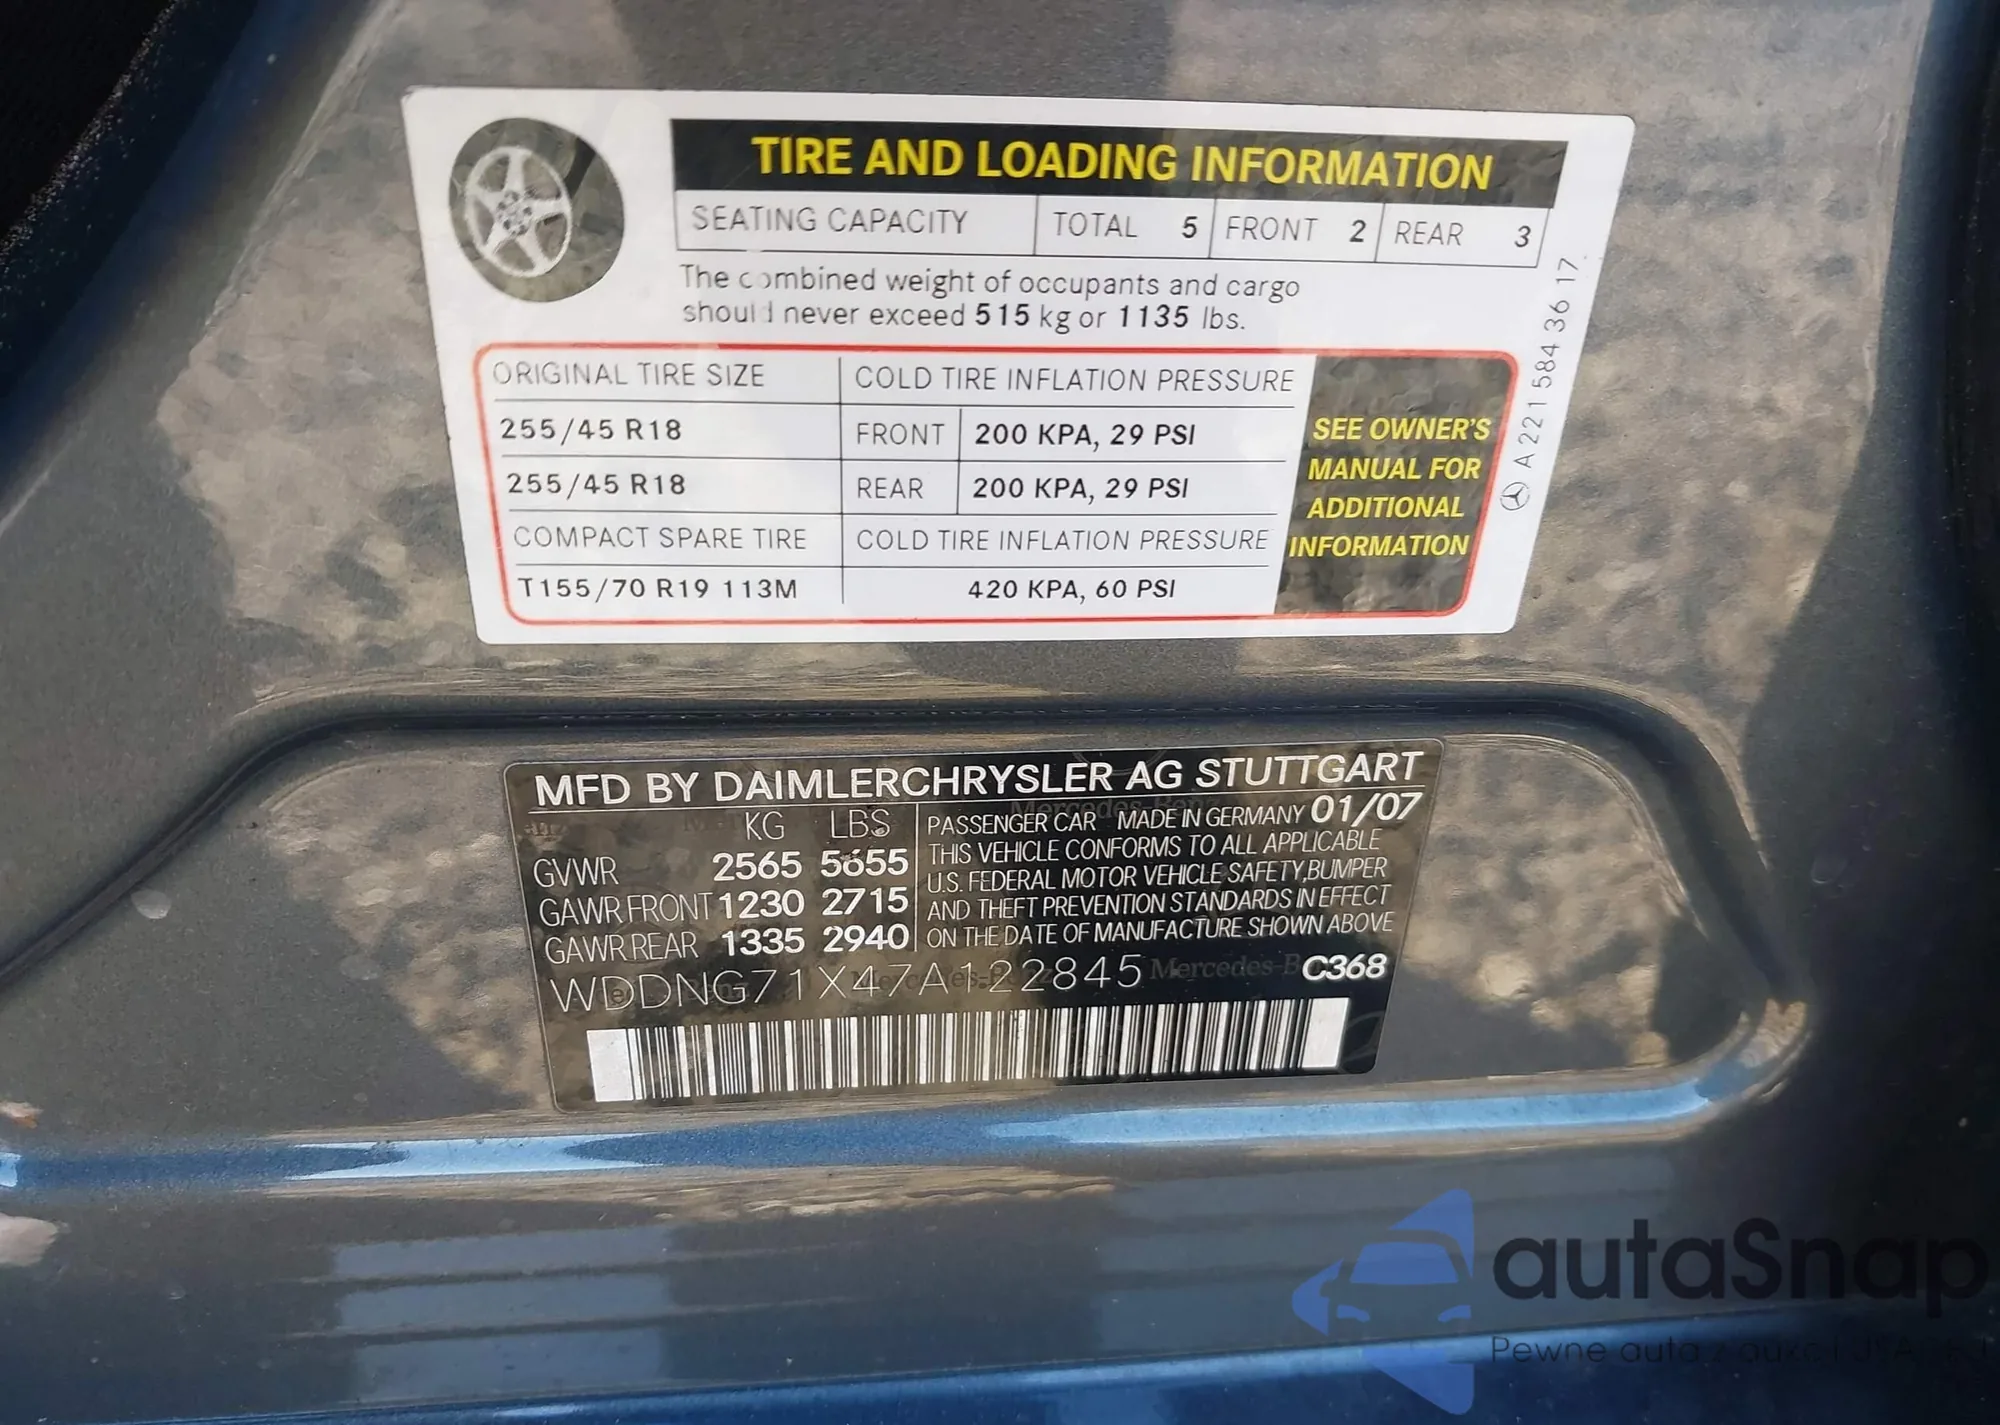 TIRE AND LOADING INFORMATION
SEATING CAPACITY TOTAL 5 FRONT 2 REAR 3
The combined weight of occupants and cargo
should never exceed 515 kg or 1135 lbs.
ORIGINAL TIRE SIZE COLD TIRE INFLATION PRESSURE
255/45 R18 FRONT 200 KPA, 29 PSI
255/45 R18 REAR 200 KPA, 29 PSI
COMPACT SPARE TIRE COLD TIRE INFLATION PRESSURE
T155/70 R19 113M 420 KPA, 60 PSI
SEE OWNER'S
MANUAL FOR
ADDITIONAL
INFORMATION
A 221 584 36 17
MFD BY DAIMLERCHRYSLER AG STUTTGART
KG LBS
GVWR 2565 5655
GAWR FRONT 1230 2715
GAWR REAR 1335 2940
PASSENGER CAR MADE IN GERMANY 01/07
THIS VEHICLE CONFORMS TO ALL APPLICABLE
U.S. FEDERAL MOTOR VEHICLE SAFETY, BUMPER
AND THEFT PREVENTION STANDARDS IN EFFECT
ON THE DATE OF MANUFACTURE SHOWN ABOVE
WDDNG71X47A122845 C368
autaSnap
Pewne auta z aukcji